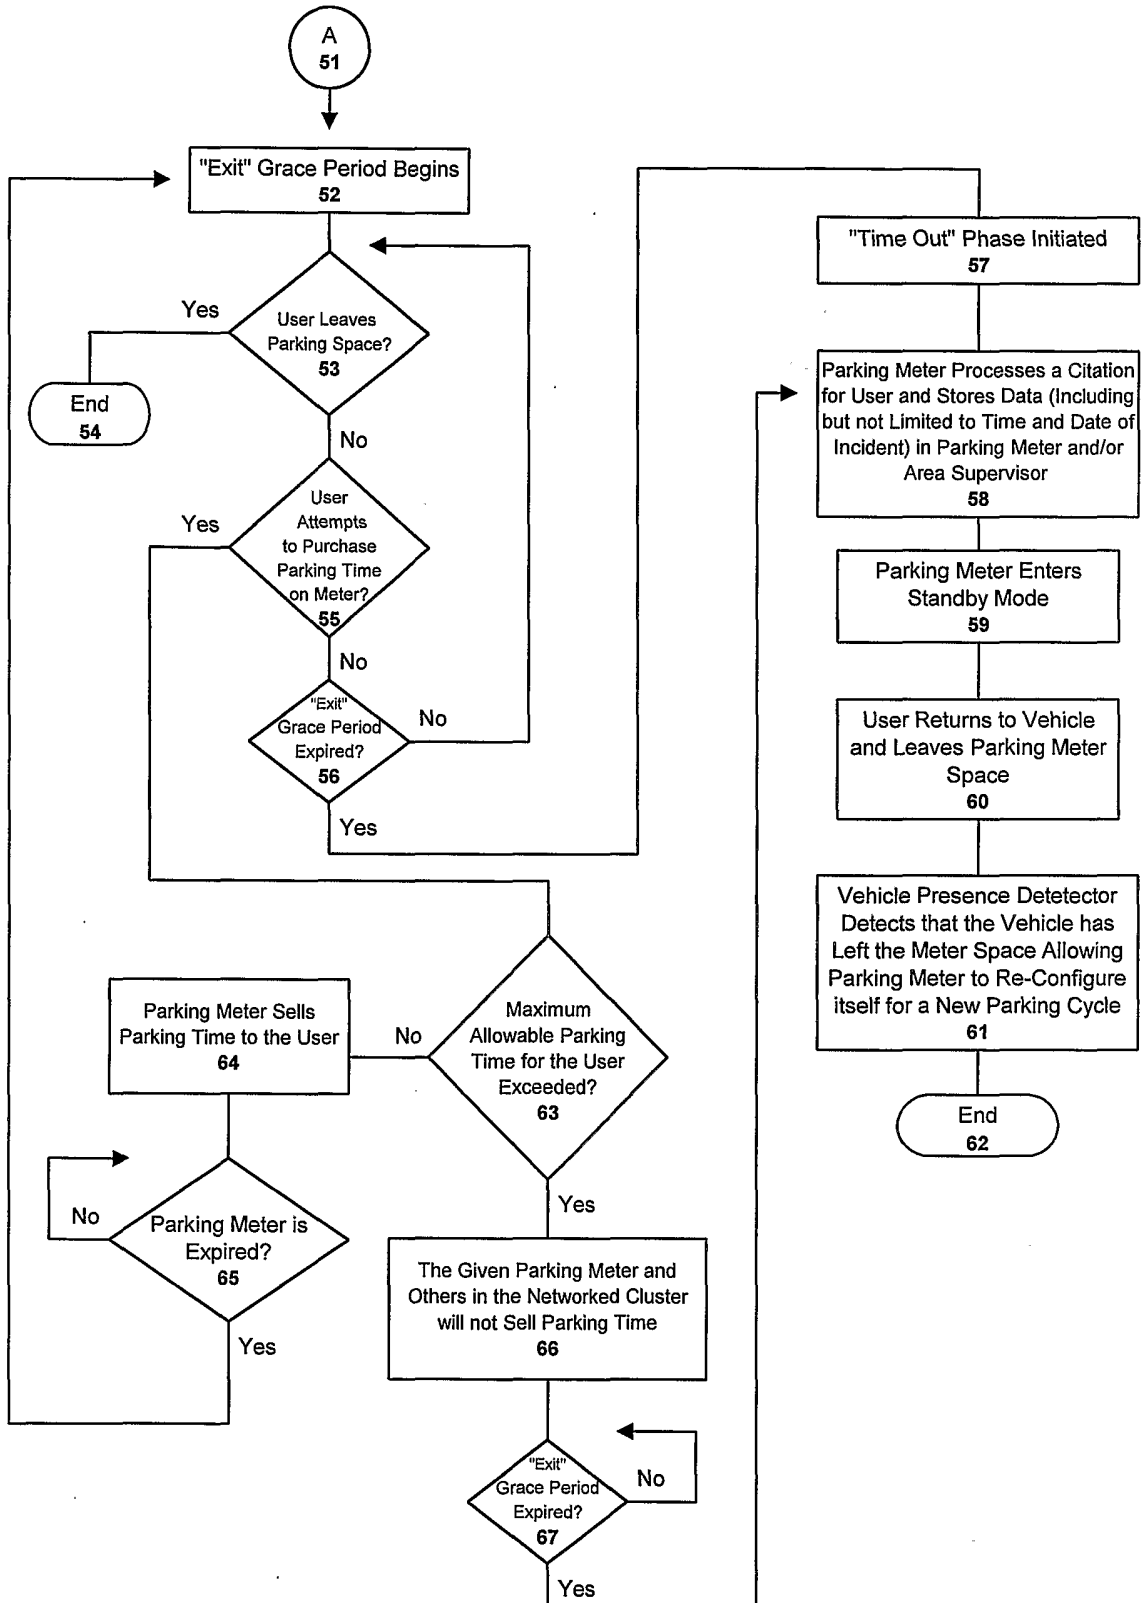 A
51
"Exit" Grace Period Begins
52
Yes
User Leaves
Parking Space?
53
End
54
No
Yes
User
Attempts
to Purchase
Parking Time
on Meter?
55
No
"Exit"
Grace Period
Expired?
56
No
Yes
"Time Out" Phase Initiated
57
Parking Meter Processes a Citation
for User and Stores Data (Including
but not Limited to Time and Date of
Incident) in Parking Meter and/or
Area Supervisor
58
Parking Meter Enters
Standby Mode
59
User Returns to Vehicle
and Leaves Parking Meter
Space
60
Vehicle Presence Detetector
Detects that the Vehicle has
Left the Meter Space Allowing
Parking Meter to Re-Configure
itself for a New Parking Cycle
61
End
62
Maximum
Allowable Parking
Time for the User
Exceeded?
63
No
Parking Meter Sells
Parking Time to the User
64
No
Parking Meter is
Expired?
65
Yes
Yes
The Given Parking Meter and
Others in the Networked Cluster
will not Sell Parking Time
66
"Exit"
Grace Period
Expired?
67
No
Yes